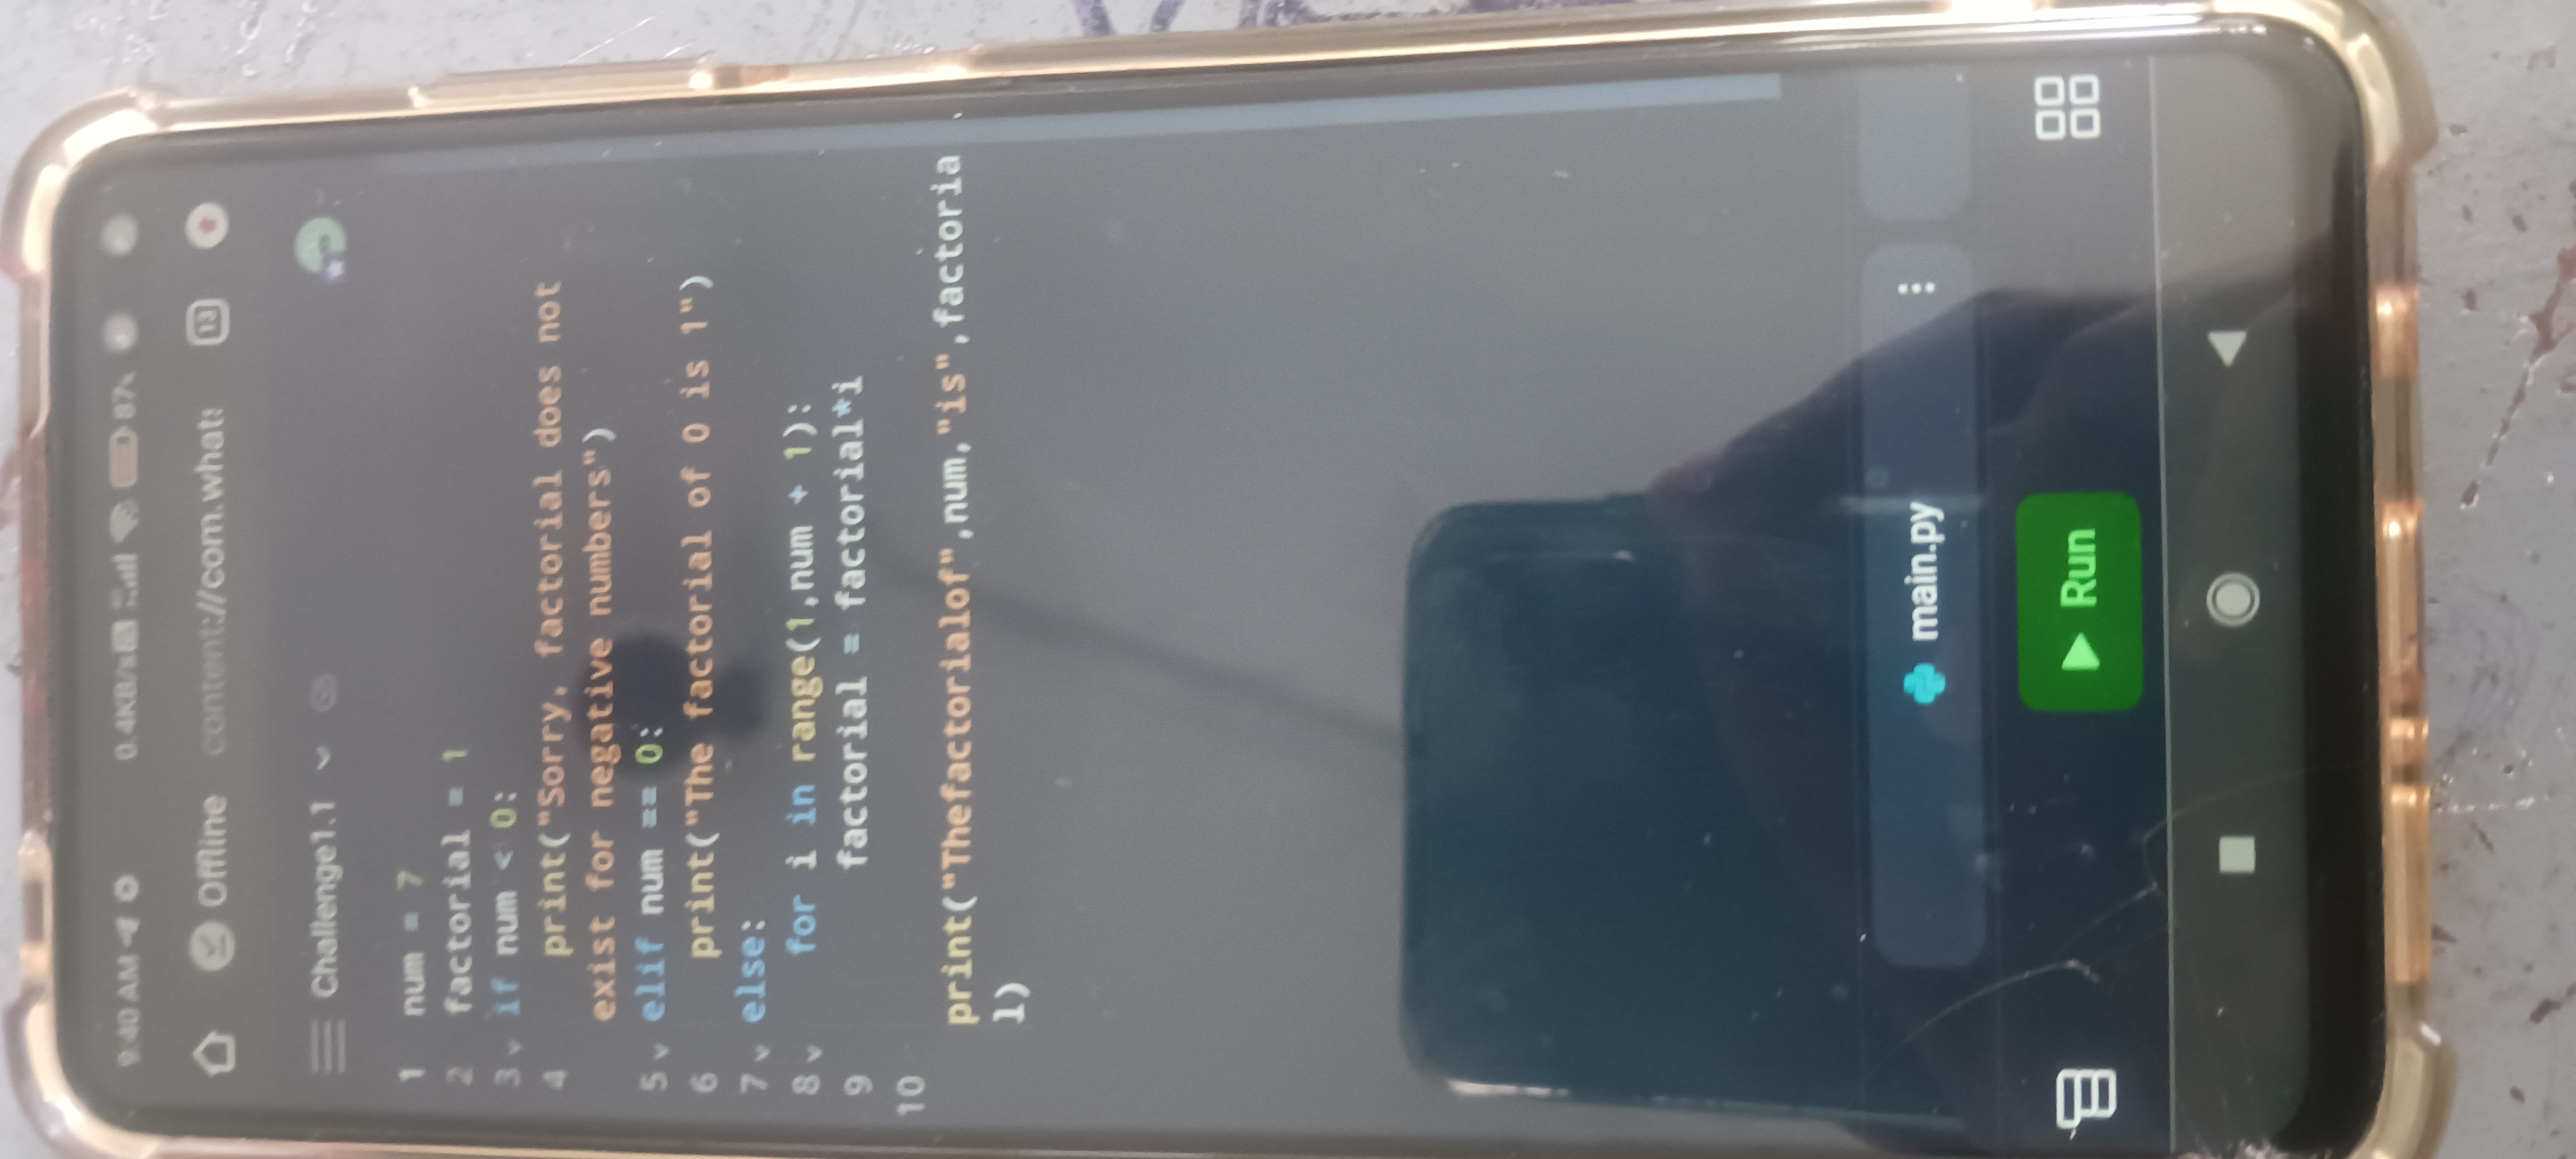 9:40 AM 0.4KB/s 87%
Offline content://com.what: 13
Challenge1.1
1 num = 7
2 factorial = 1
3 if num < 0:
4 print("Sorry, factorial does not
exist for negative numbers")
5 elif num == 0:
6 print("The factorial of 0 is 1")
7 else:
8 for i in range(1,num + 1):
9 factorial = factorial*i
10
print("Thefactorialof",num,"is",factoria
l)
main.py
Run